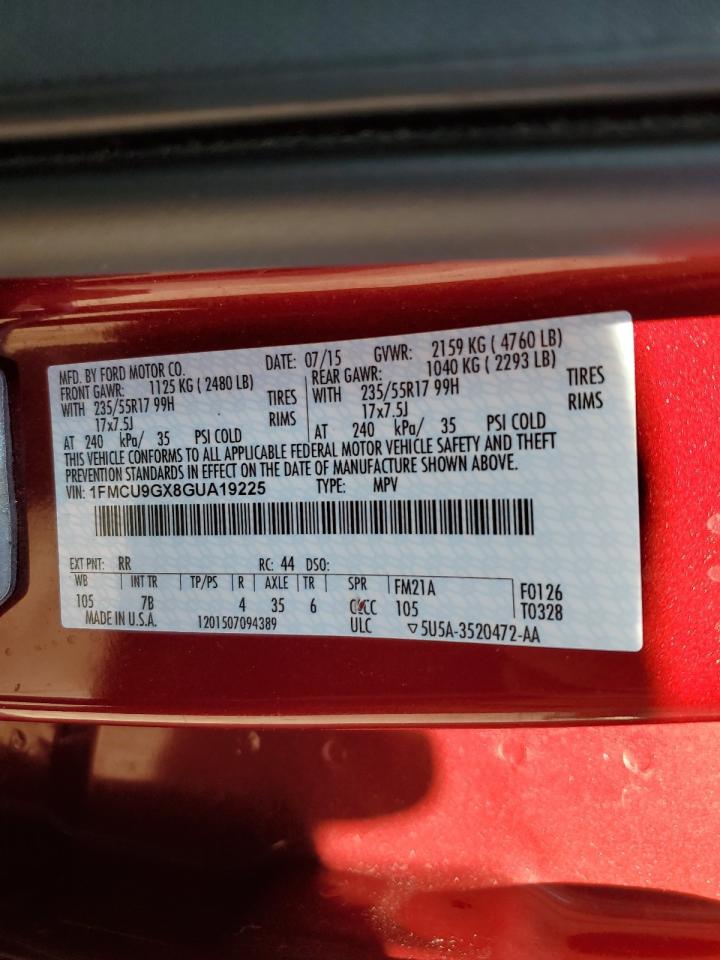 MFD. BY FORD MOTOR CO. DATE: 07/15 GVWR: 2159 KG ( 4760 LB)
FRONT GAWR: 1125 KG ( 2480 LB) REAR GAWR: 1040 KG ( 2293 LB)
WITH 235/55R17 99H TIRES WITH 235/55R17 99H TIRES
17x7.5J RIMS 17x7.5J RIMS
AT 240 kPa/ 35 PSI COLD AT 240 kPa/ 35 PSI COLD
THIS VEHICLE CONFORMS TO ALL APPLICABLE FEDERAL MOTOR VEHICLE SAFETY AND THEFT
PREVENTION STANDARDS IN EFFECT ON THE DATE OF MANUFACTURE SHOWN ABOVE.
VIN: 1FMCU9GX8GUA19225 TYPE: MPV
EXT PNT: RR RC: 44 DSO:
WB INT TR TP/PS R AXLE TR SPR FM21A F0126
105 7B 4 35 6 105 T0328
MADE IN U.S.A. 1201507094389 ULC ▽5U5A-3520472-AA